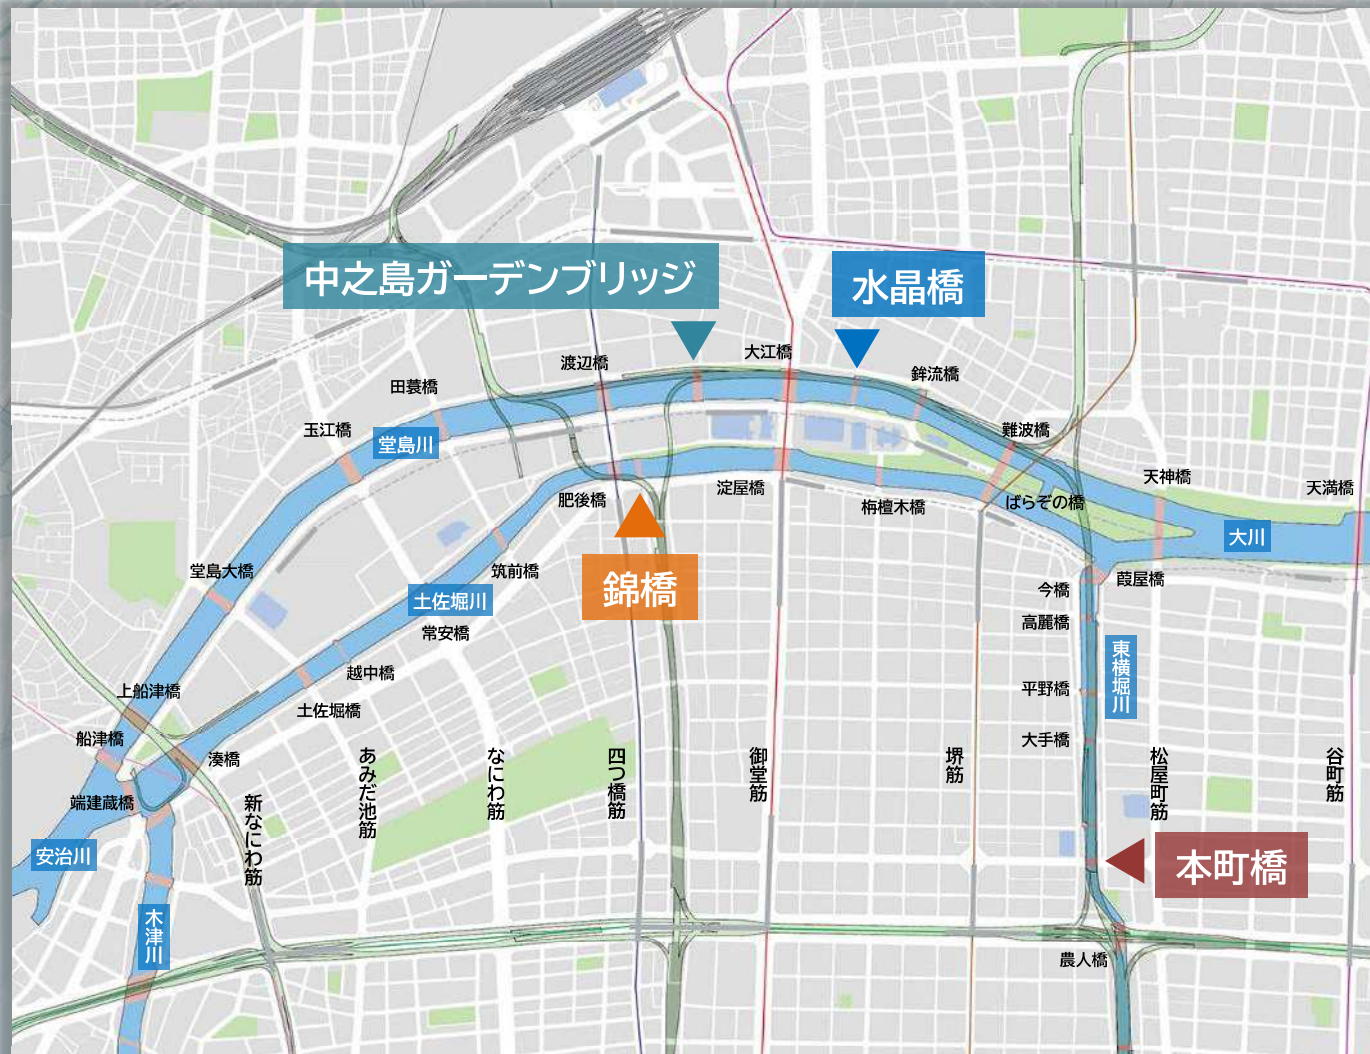 中之島ガーデンブリッジ
水晶橋
渡辺橋
大江橋
田蓑橋
鉾流橋
玉江橋
堂島川
難波橋
天神橋
天満橋
肥後橋
淀屋橋
栴檀木橋
ばらぞの橋
大川
堂島大橋
筑前橋
錦橋
今橋
葭屋橋
土佐堀川
高麗橋
常安橋
東横堀川
越中橋
平野橋
上船津橋
土佐堀橋
船津橋
大手橋
湊橋
あみだ池筋
なにわ筋
四つ橋筋
御堂筋
堺筋
松屋町筋
谷町筋
端建蔵橋
新なにわ筋
安治川
本町橋
木津川
農人橋